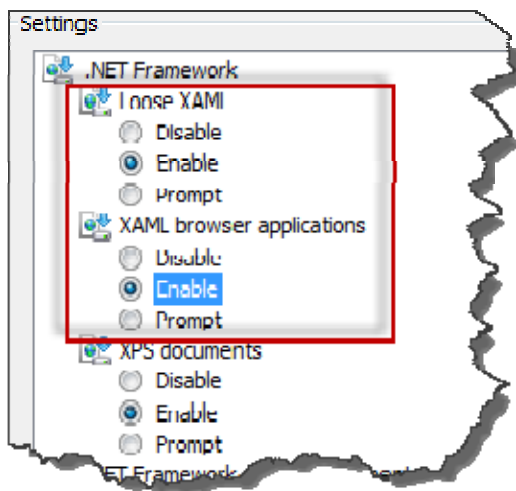 Settings
.NET Framework
Loose XAML
Disable
Enable
Prompt
XAML browser applications
Disable
Enable
Prompt
XPS documents
Disable
Enable
Prompt
Framework